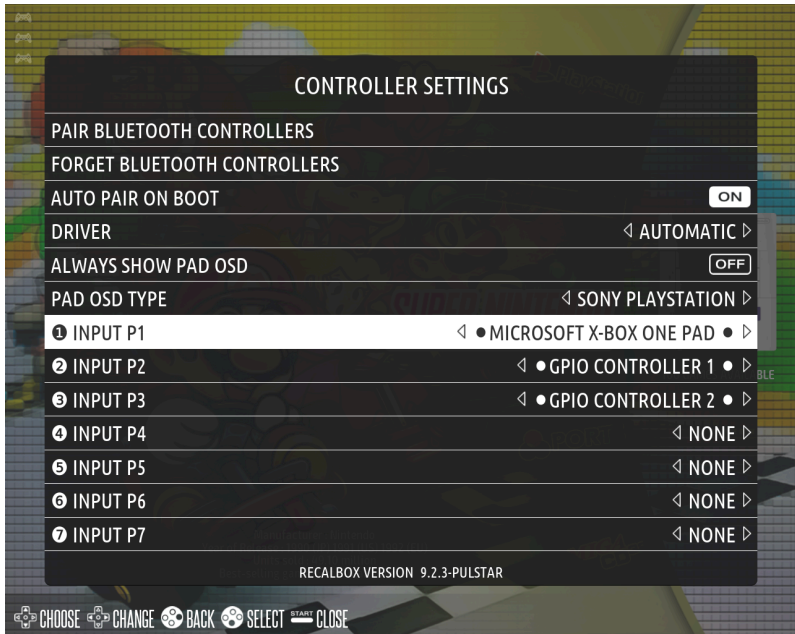 CONTROLLER SETTINGS
PAIR BLUETOOTH CONTROLLERS
FORGET BLUETOOTH CONTROLLERS
AUTO PAIR ON BOOT ON
DRIVER AUTOMATIC
ALWAYS SHOW PAD OSD OFF
PAD OSD TYPE SONY PLAYSTATION
❶ INPUT P1 ● MICROSOFT X-BOX ONE PAD ●
❷ INPUT P2 ● GPIO CONTROLLER 1 ●
❸ INPUT P3 ● GPIO CONTROLLER 2 ●
❹ INPUT P4 NONE
❺ INPUT P5 NONE
❻ INPUT P6 NONE
❼ INPUT P7 NONE
RECALBOX VERSION 9.2.3-PULSTAR
CHOOSE CHANGE BACK SELECT START CLOSE